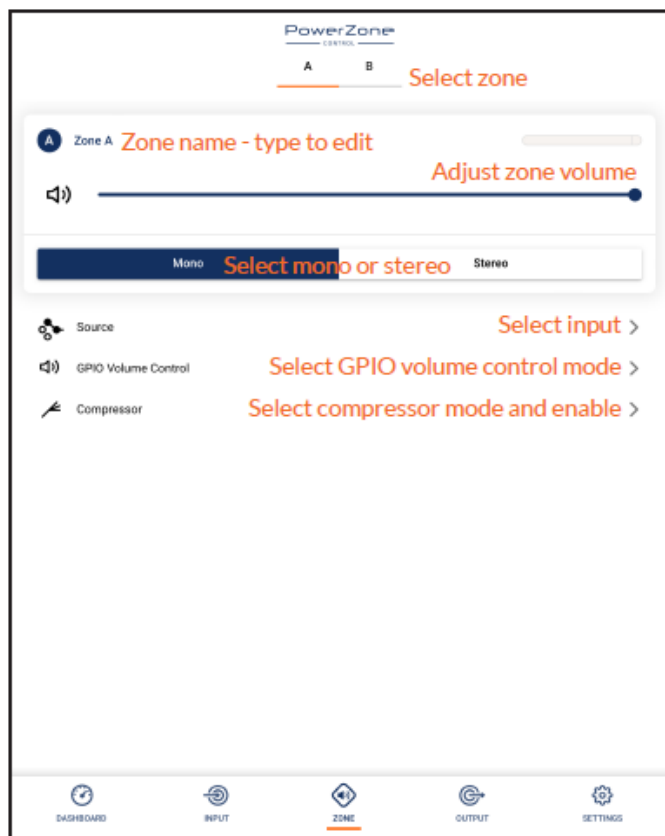 PowerZone
CONTROL
A B
Select zone
A Zone A Zone name - type to edit
Adjust zone volume
Mono Select mono or stereo Stereo
Source Select input
GPIO Volume Control Select GPIO volume control mode
Compressor Select compressor mode and enable
DASHBOARD INPUT ZONE OUTPUT SETTINGS